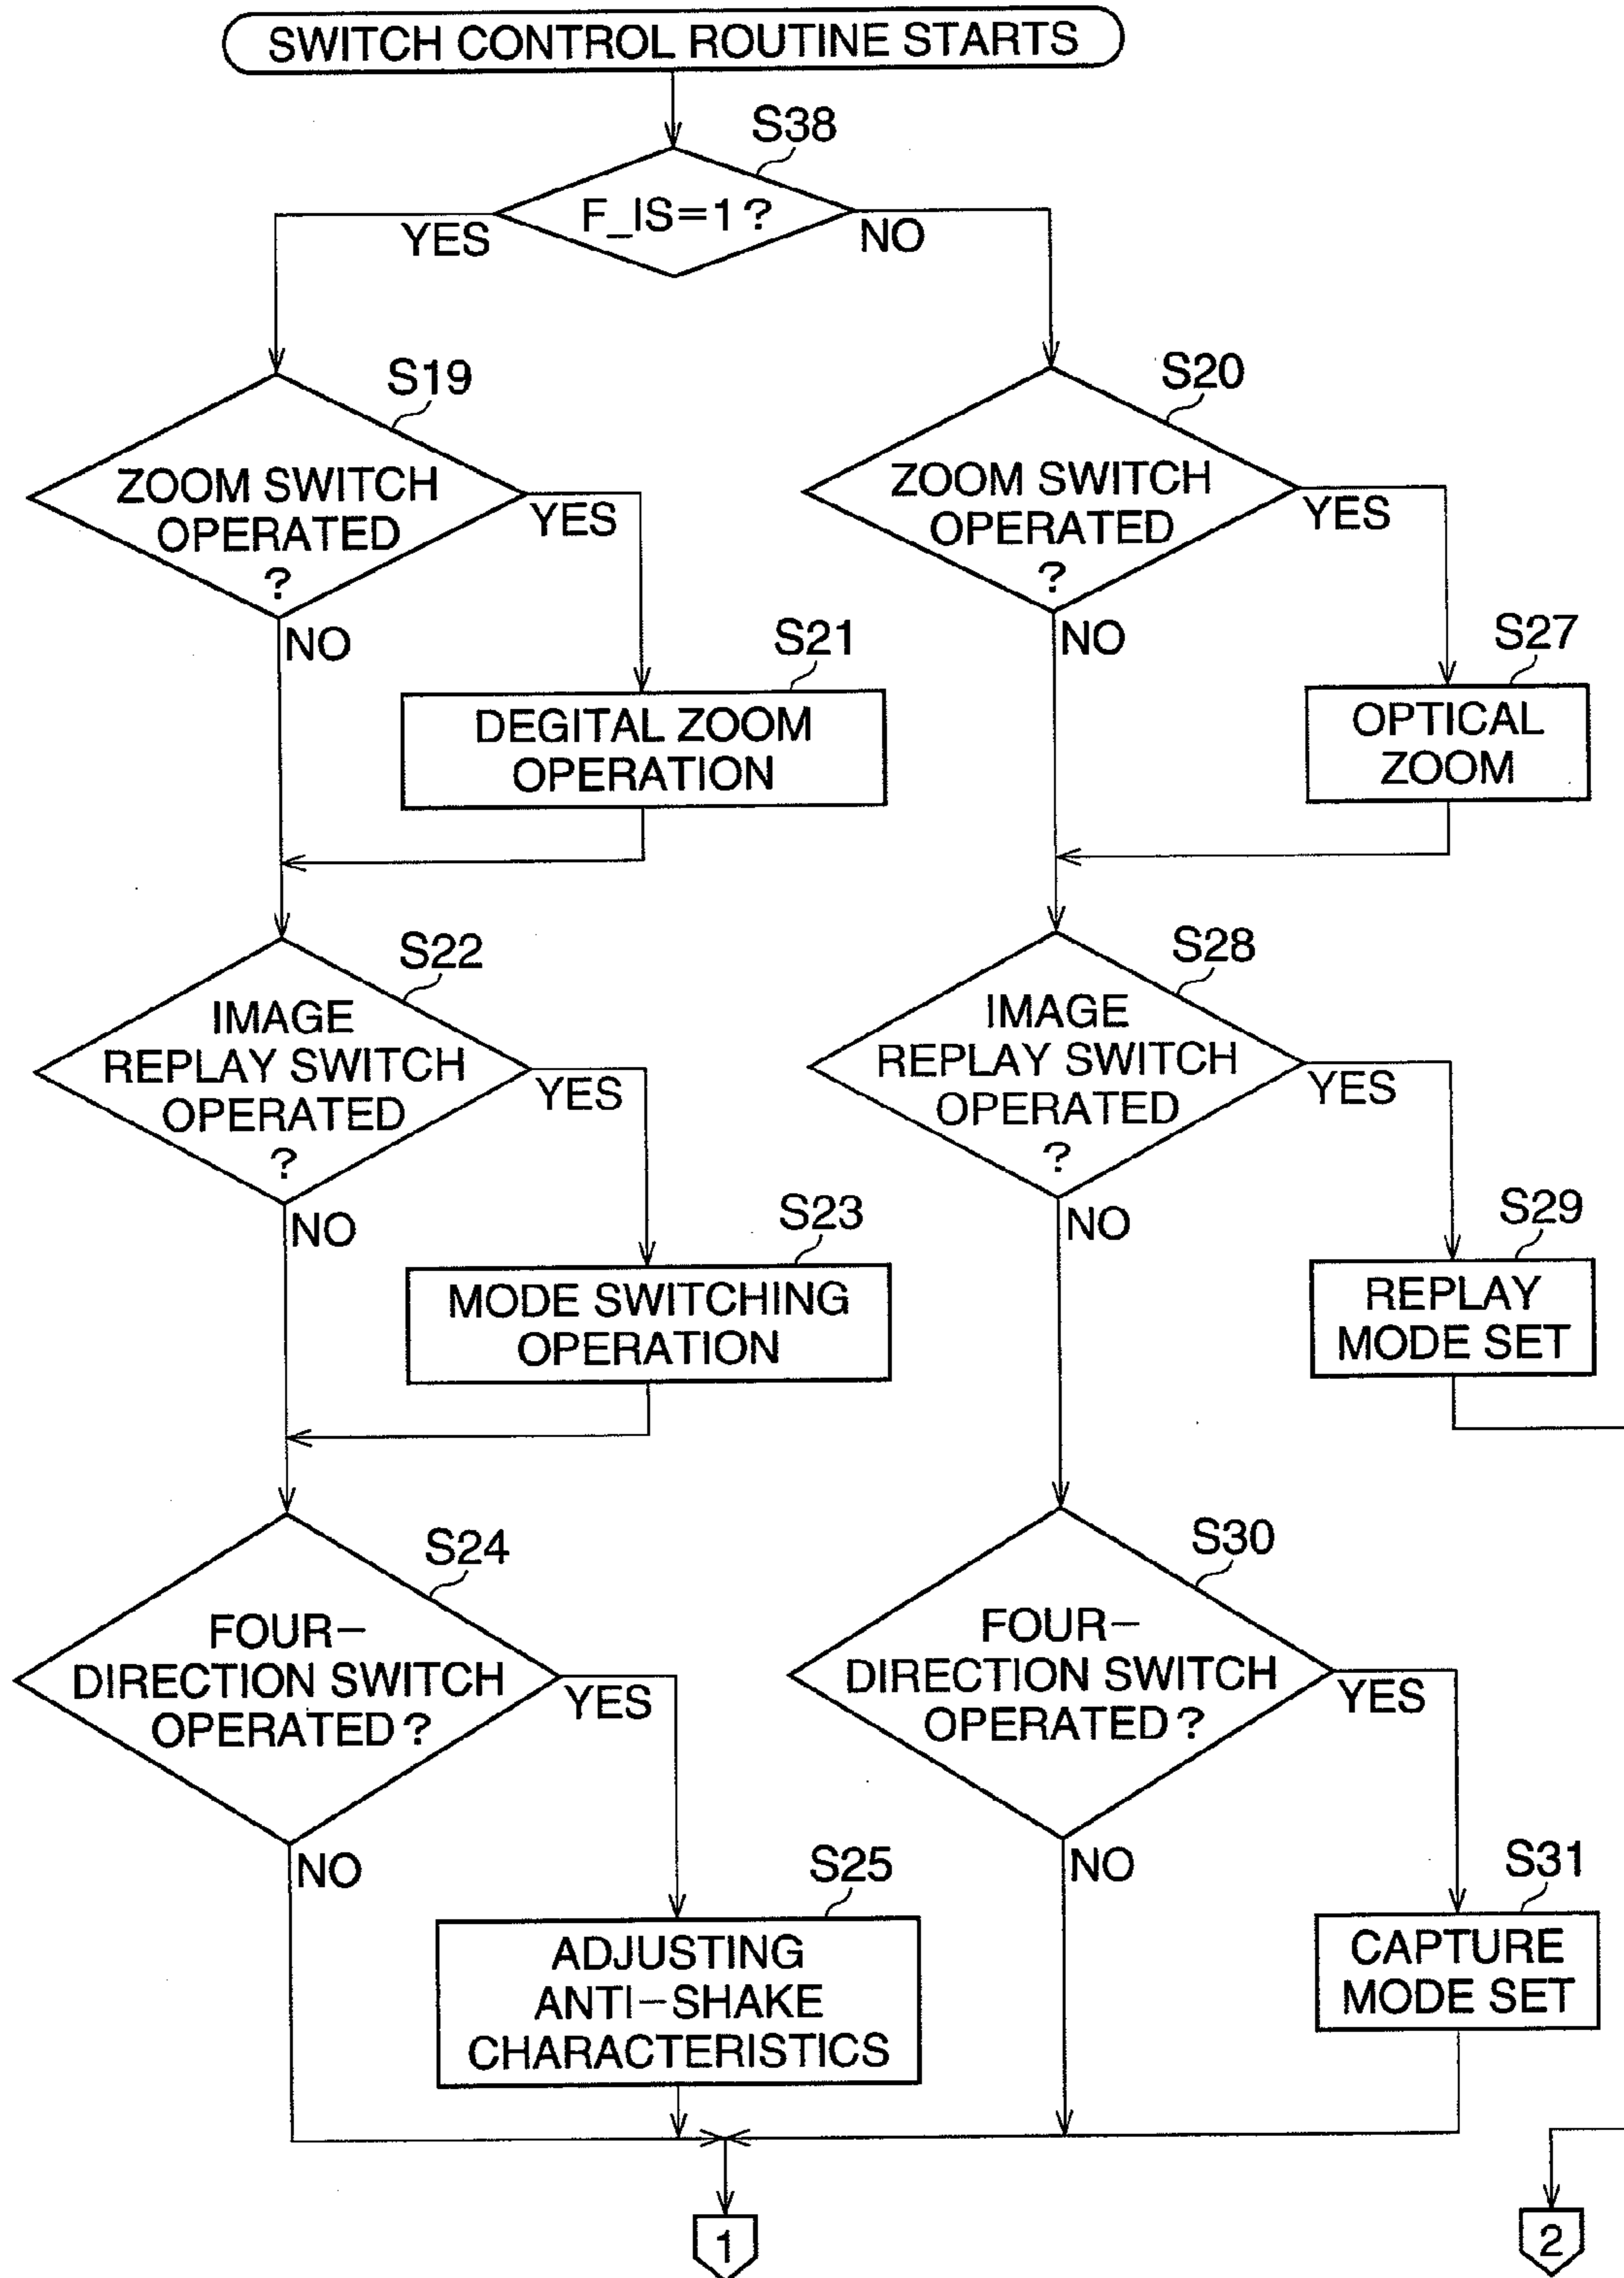 SWITCH CONTROL ROUTINE STARTS
S38
F_IS=1?
YES
NO
S19
ZOOM SWITCH
OPERATED
?
YES
NO
S20
ZOOM SWITCH
OPERATED
?
YES
NO
S21
DEGITAL ZOOM
OPERATION
S27
OPTICAL
ZOOM
S22
IMAGE
REPLAY SWITCH
OPERATED
?
YES
NO
S28
IMAGE
REPLAY SWITCH
OPERATED
?
YES
NO
S23
MODE SWITCHING
OPERATION
S29
REPLAY
MODE SET
S24
FOUR-
DIRECTION SWITCH
OPERATED?
YES
NO
S30
FOUR-
DIRECTION SWITCH
OPERATED?
YES
NO
S25
ADJUSTING
ANTI-SHAKE
CHARACTERISTICS
S31
CAPTURE
MODE SET
1
2